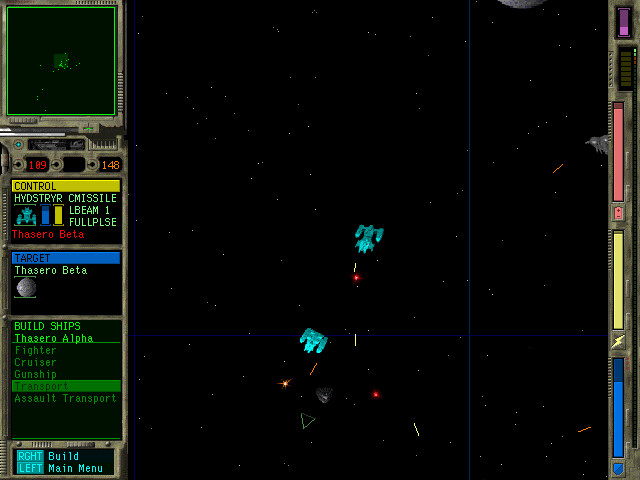 109 148
CONTROL
HVDSTRYR CMISSILE
LBEAM 1
FULLPLSE
Thasero Beta
TARGET
Thasero Beta
BUILD SHIPS
Thasero Alpha
Fighter
Cruiser
Gunship
Transport
Assault Transport
RGHT Build
LEFT Main Menu